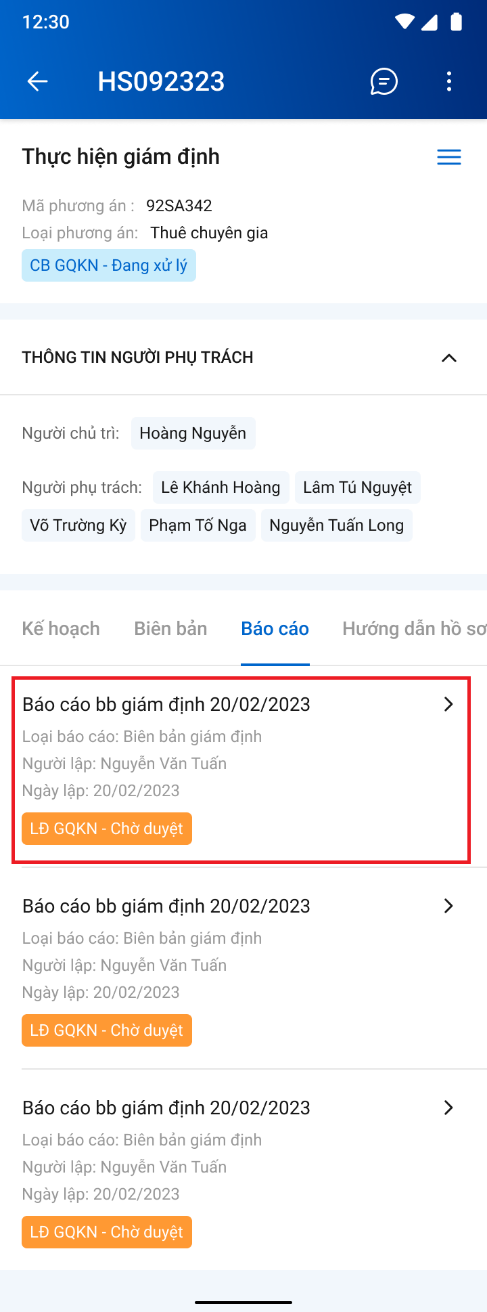 12:30
HS092323
Thực hiện giám định
Mã phương án : 92SA342
Loại phương án: Thuê chuyên gia
CB GQKN - Đang xử lý
THÔNG TIN NGƯỜI PHỤ TRÁCH
Người chủ trì: Hoàng Nguyễn
Người phụ trách: Lê Khánh Hoàng Lâm Tú Nguyệt
Võ Trường Kỳ Phạm Tố Nga Nguyễn Tuấn Long
Kế hoạch Biên bản Báo cáo Hướng dẫn hồ sơ
Báo cáo bb giám định 20/02/2023
Loại báo cáo: Biên bản giám định
Người lập: Nguyễn Văn Tuấn
Ngày lập: 20/02/2023
LĐ GQKN - Chờ duyệt
Báo cáo bb giám định 20/02/2023
Loại báo cáo: Biên bản giám định
Người lập: Nguyễn Văn Tuấn
Ngày lập: 20/02/2023
LĐ GQKN - Chờ duyệt
Báo cáo bb giám định 20/02/2023
Loại báo cáo: Biên bản giám định
Người lập: Nguyễn Văn Tuấn
Ngày lập: 20/02/2023
LĐ GQKN - Chờ duyệt